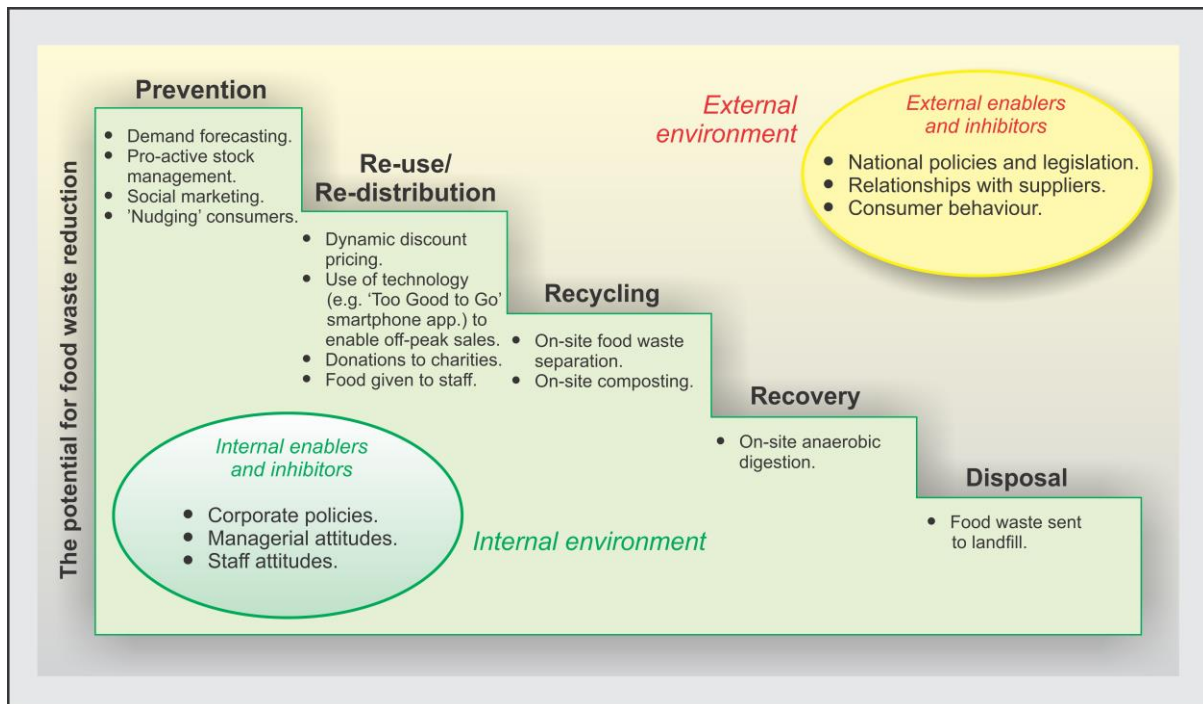 The potential for food waste reduction
Prevention
• Demand forecasting.
• Pro-active stock
management.
• Social marketing.
• 'Nudging' consumers.
Re-use/
Re-distribution
• Dynamic discount
pricing.
• Use of technology
(e.g. 'Too Good to Go'
smartphone app.) to
enable off-peak sales.
• Donations to charities.
• Food given to staff.
Recycling
• On-site food waste
separation.
• On-site composting.
Recovery
• On-site anaerobic
digestion.
Disposal
• Food waste sent
to landfill.
External
environment
External enablers
and inhibitors
• National policies and legislation.
• Relationships with suppliers.
• Consumer behaviour.
Internal enablers
and inhibitors
• Corporate policies.
• Managerial attitudes.
• Staff attitudes.
Internal environment